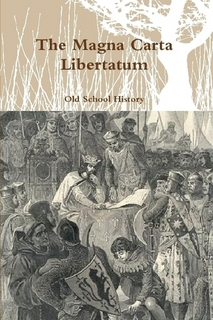 The Magna Carta
Libertatum
Old School History